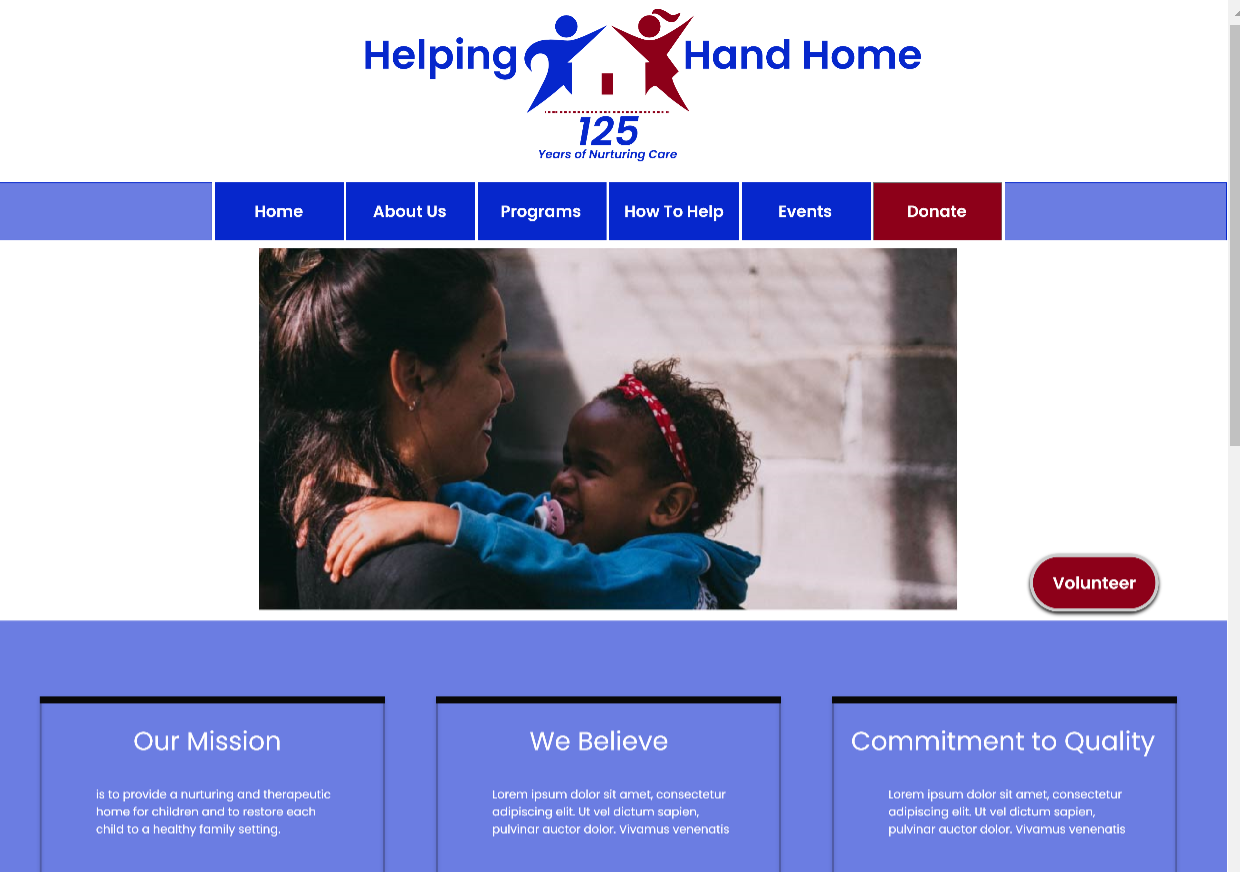 Helping Hand Home
125
Years of Nurturing Care
Home About Us Programs How To Help Events Donate
Volunteer
Our Mission
is to provide a nurturing and therapeutic
home for children and to restore each
child to a healthy family setting.
We Believe
Lorem ipsum dolor sit amet, consectetur
adipiscing elit. Ut vel dictum sapien,
pulvinar auctor dolor. Vivamus venenatis
Commitment to Quality
Lorem ipsum dolor sit amet, consectetur
adipiscing elit. Ut vel dictum sapien,
pulvinar auctor dolor. Vivamus venenatis